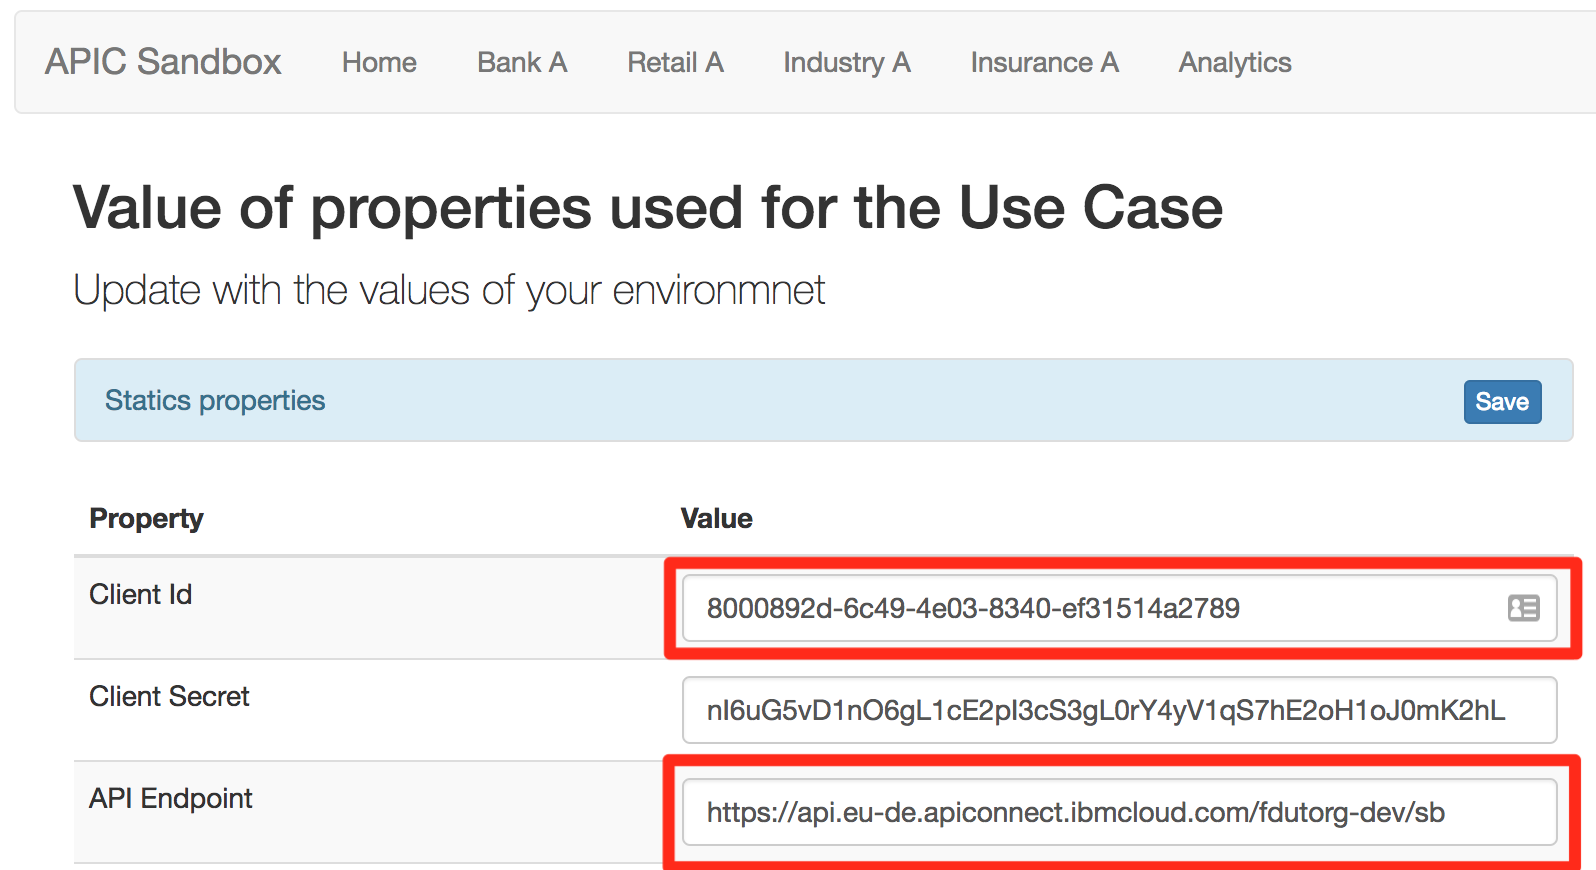 APIC Sandbox Home Bank A Retail A Industry A Insurance A Analytics
Value of properties used for the Use Case
Update with the values of your environmnet
Statics properties Save
Property Value
Client Id 8000892d-6c49-4e03-8340-ef31514a2789
Client Secret nI6uG5vD1nO6gL1cE2pI3cS3gL0rY4yV1qS7hE2oH1oJ0mK2hL
API Endpoint https://api.eu-de.apiconnect.ibmcloud.com/fdutorg-dev/sb